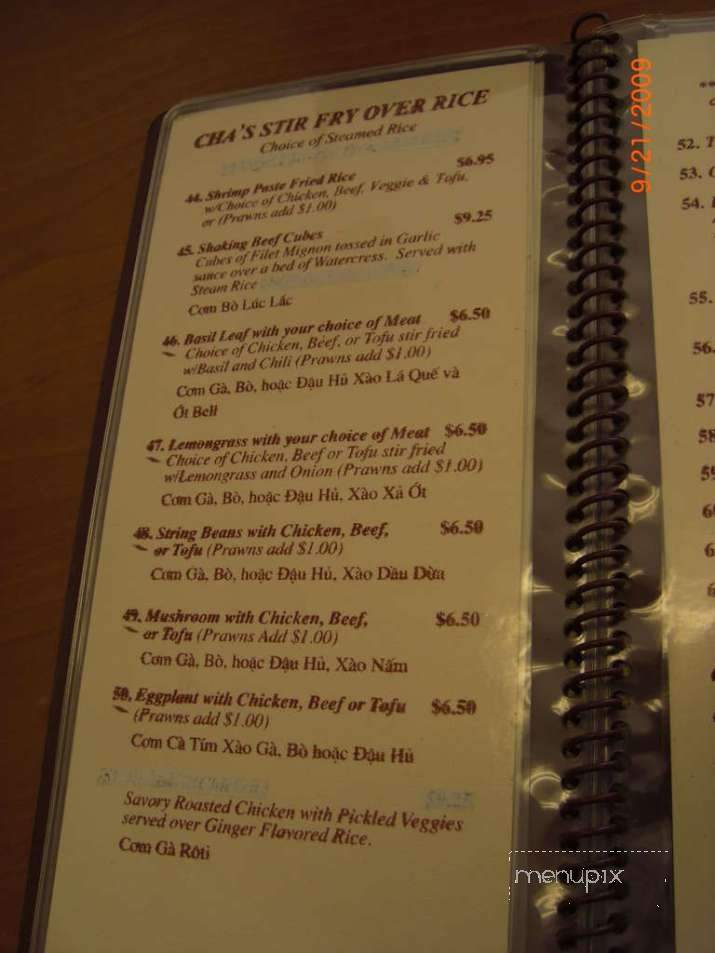 CHA'S STIR FRY OVER RICE
Choice of Steamed Rice
44. Shrimp Paste Fried Rice $6.95
w/Choice of Chicken, Beef, Veggie & Tofu.
or (Prawns add $1.00)
45. Shaking Beef Cubes $9.25
Cubes of Filet Mignon tossed in Garlic
sauce over a bed of Watercress. Served with
Steam Rice
Cơm Bò Lúc Lắc
46. Basil Leaf with your choice of Meat $6.50
Choice of Chicken, Beef, or Tofu stir fried
w/Basil and Chili (Prawns add $1.00)
Cơm Gà, Bò, hoặc Đậu Hủ Xào Lá Quế và
Ớt Bell
47. Lemongrass with your choice of Meat $6.50
Choice of Chicken, Beef or Tofu stir fried
w/Lemongrass and Onion (Prawns add $1.00)
Cơm Gà, Bò, hoặc Đậu Hủ, Xào Xả Ớt
48. String Beans with Chicken, Beef, $6.50
or Tofu (Prawns add $1.00)
Cơm Gà, Bò, hoặc Đậu Hủ, Xào Dầu Dừa
49. Mushroom with Chicken, Beef, $6.50
or Tofu (Prawns Add $1.00)
Cơm Gà, Bò, hoặc Đậu Hủ, Xào Nấm
50. Eggplant with Chicken, Beef or Tofu $6.50
(Prawns add $1.00)
Cơm Cà Tím Xào Gà, Bò hoặc Đậu Hủ
Savory Roasted Chicken with Pickled Veggies
served over Ginger Flavored Rice.
Cơm Gà Rôti
9/21/2009
52.
53.
54.
55.
56.
57
58
menupix